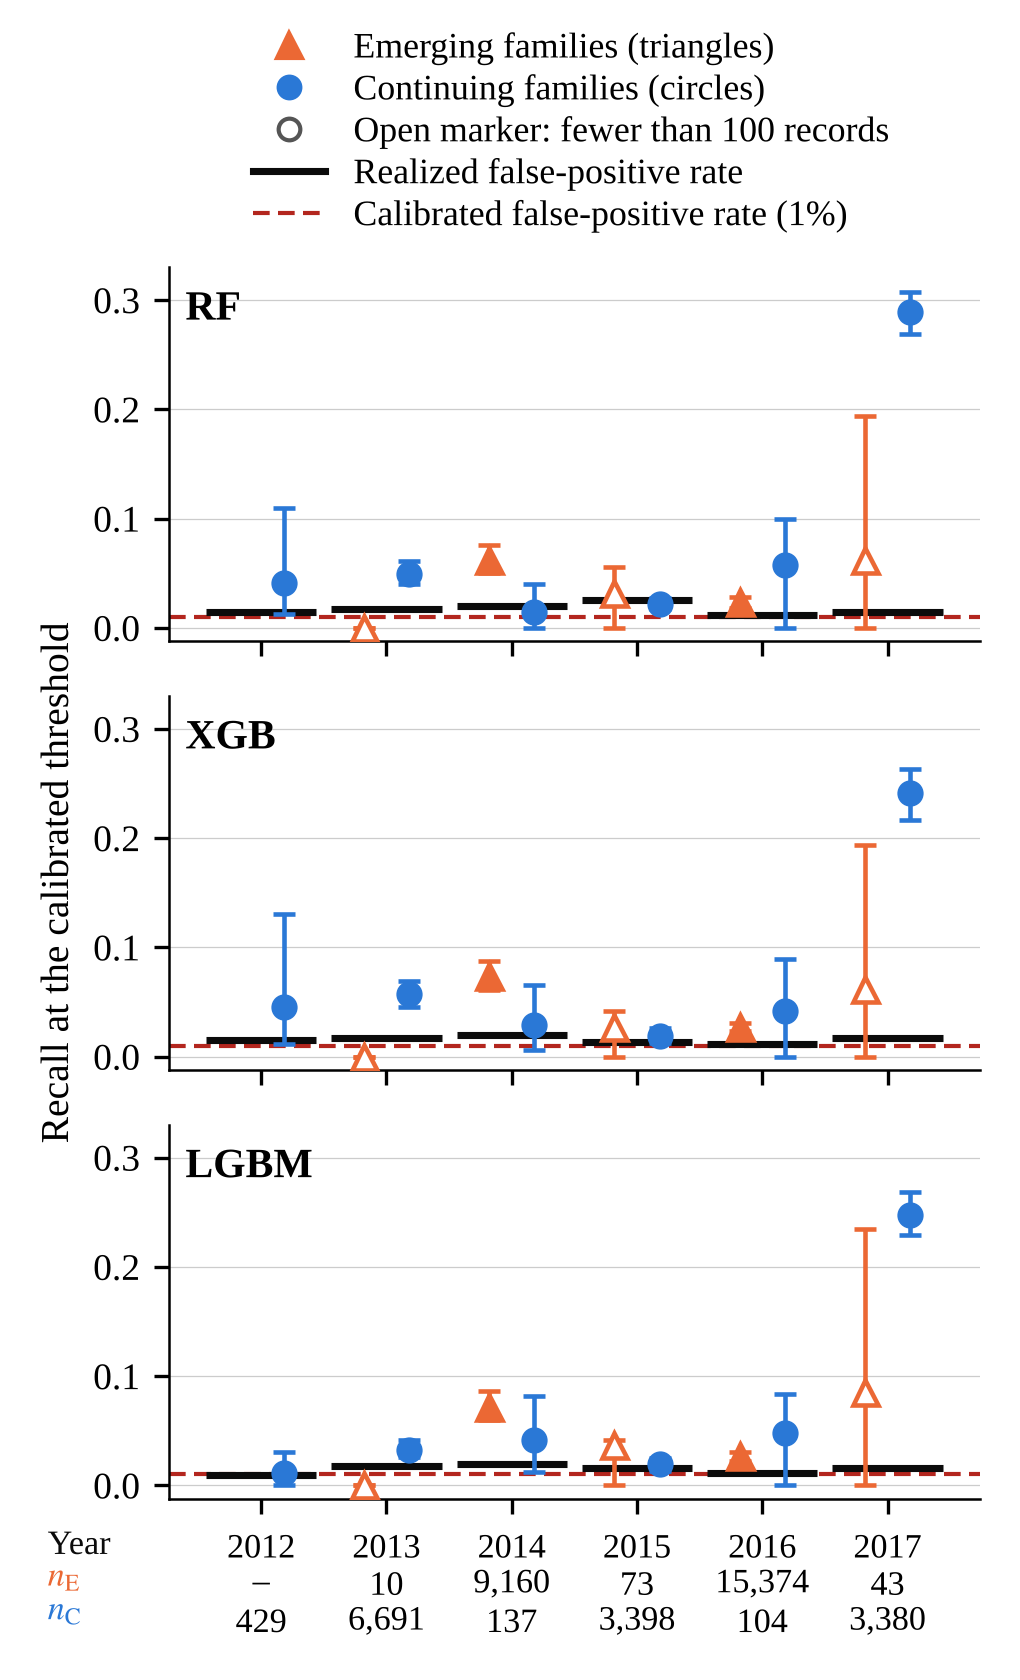 Emerging families (triangles)
Continuing families (circles)
Open marker: fewer than 100 records
Realized false-positive rate
Calibrated false-positive rate (1%)
Recall at the calibrated threshold
RF
0.3
0.2
0.1
0.0
XGB
0.3
0.2
0.1
0.0
LGBM
0.3
0.2
0.1
0.0
Year 2012 2013 2014 2015 2016 2017
nE – 10 9,160 73 15,374 43
nC 429 6,691 137 3,398 104 3,380